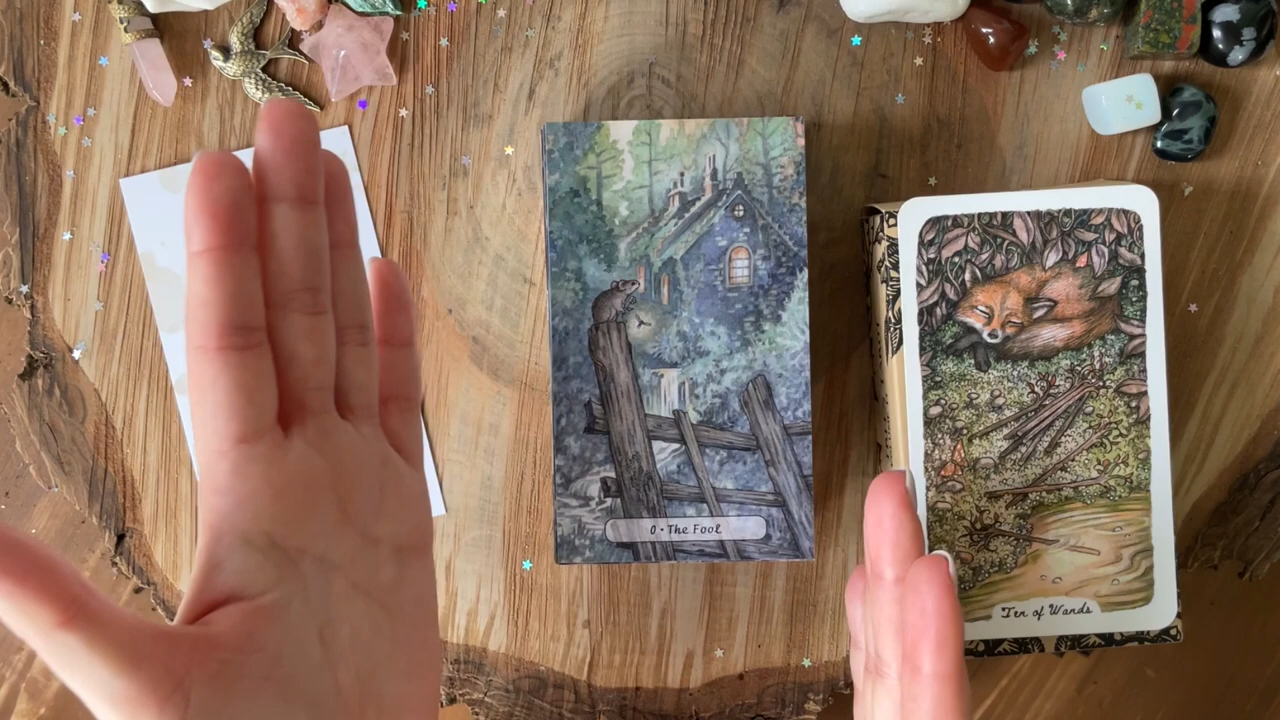 0 • The Fool
Ten of Wands